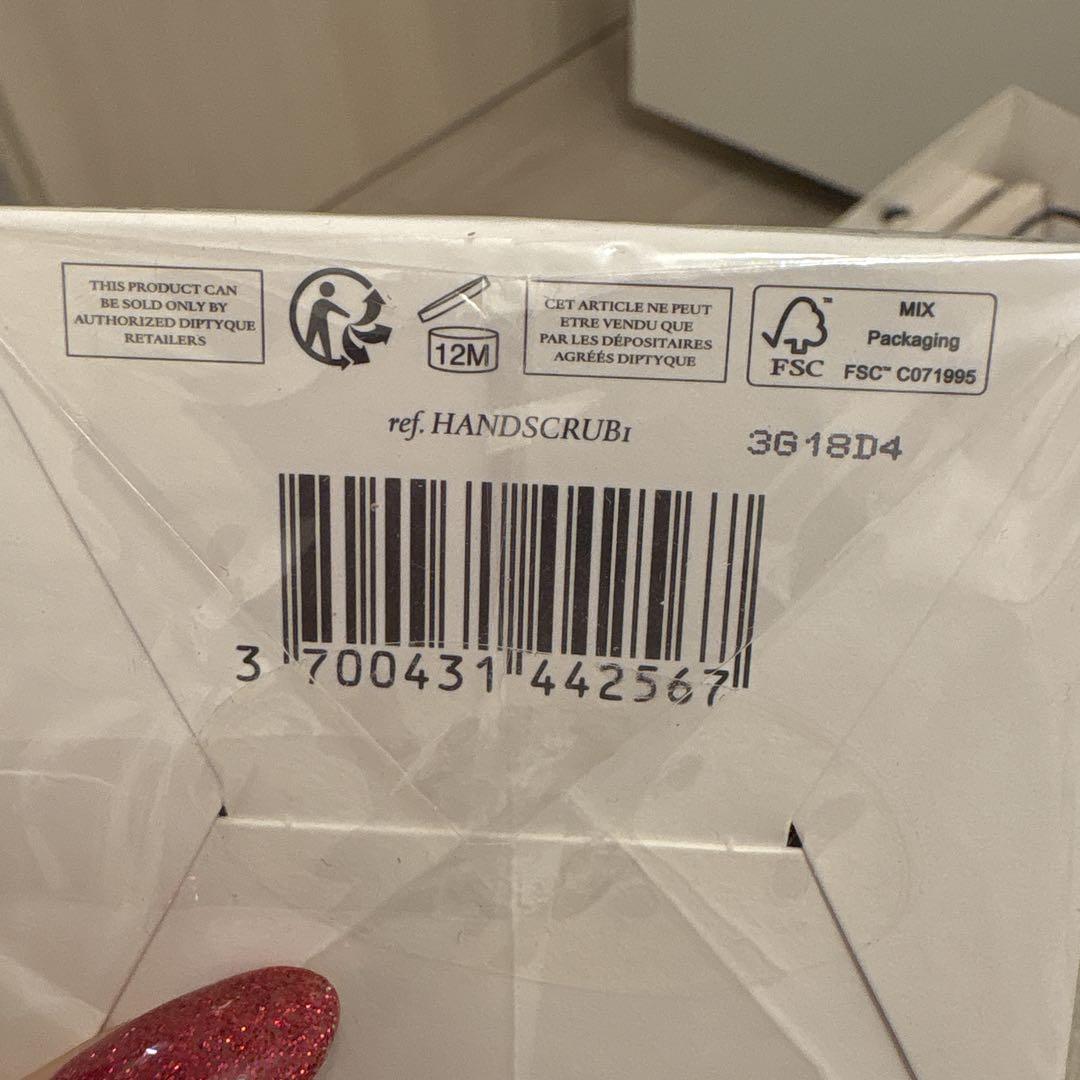 THIS PRODUCT CAN
BE SOLD ONLY BY
AUTHORIZED DIPTYQUE
RETAILERS
12M
CET ARTICLE NE PEUT
ETRE VENDU QUE
PAR LES DÉPOSITAIRES
AGRÉÉS DIPTYQUE
FSC™
MIX
Packaging
FSC™ C071995
ref. HANDSCRUB1
3G18D4
3 700431 442567